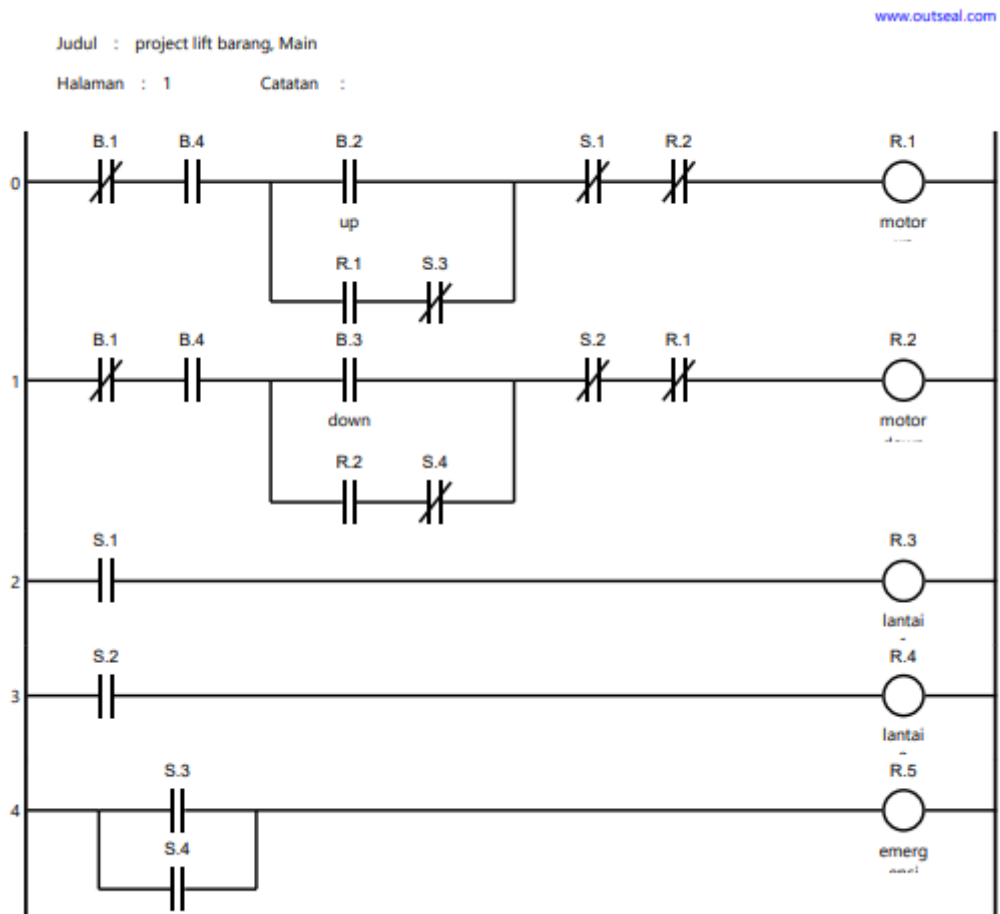 www.outseal.com
Judul : project lift barang, Main
Halaman : 1 Catatan :
B.1 B.4 B.2 S.1 R.2 R.1
0
up motor
R.1 S.3
B.1 B.4 B.3 S.2 R.1 R.2
1
down motor
R.2 S.4
S.1 R.3
2
lantai
S.2 R.4
3
lantai
S.3 R.5
4
S.4
emerg